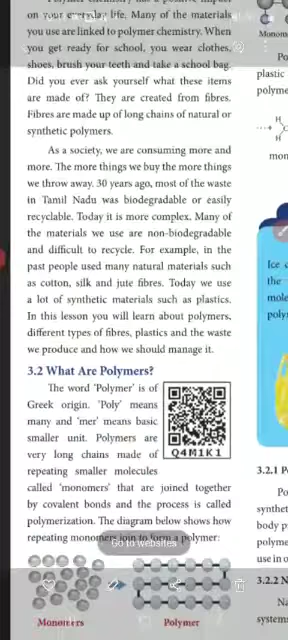 on your everyday life. Many of the materials
you use are linked to polymer chemistry. When
you get ready for school, you wear clothes,
shoes, brush your teeth and take a school bag.
Did you ever ask yourself what these items
are made of? They are created from fibres.
Fibres are made up of long chains of natural or
synthetic polymers.
As a society, we are consuming more and
more. The more things we buy the more things
we throw away. 30 years ago, most of the waste
in Tamil Nadu was biodegradable or easily
recyclable. Today it is more complex. Many of
the materials we use are non-biodegradable
and difficult to recycle. For example, in the
past people used many natural materials such
as cotton, silk and jute fibres. Today we use
a lot of synthetic materials such as plastics.
In this lesson you will learn about polymers,
different types of fibres, plastics and the waste
we produce and how we should manage it.
3.2 What Are Polymers?
The word 'Polymer' is of
Greek origin. 'Poly' means
many and 'mer' means basic
smaller unit. Polymers are
very long chains made of
repeating smaller molecules
Q4M1K1
called 'monomers' that are joined together
by covalent bonds and the process is called
polymerization. The diagram below shows how
repeating monomers join to form a polymer:
Go to websites
Monomers Polymer
Monom
Po
plastic
polyme
H
H
mon
Ice c
the
mole
poly
3.2.1 P
Po
synthet
body p
polyme
use in o
3.2.2 N
Na
systems